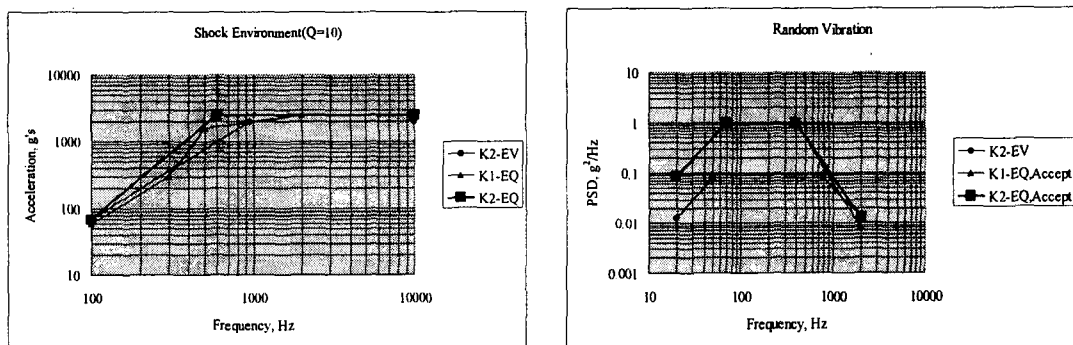 Shock Environment(Q=10)
10000
1000
100
10
Acceleration, g's
100
1000
10000
Frequency, Hz
K2-EV
K1-EQ
K2-EQ
Random Vibration
10
1
0.1
0.01
0.001
PSD, g²/Hz
10
100
1000
10000
Frequency, Hz
K2-EV
K1-EQ,Accept
K2-EQ,Accept